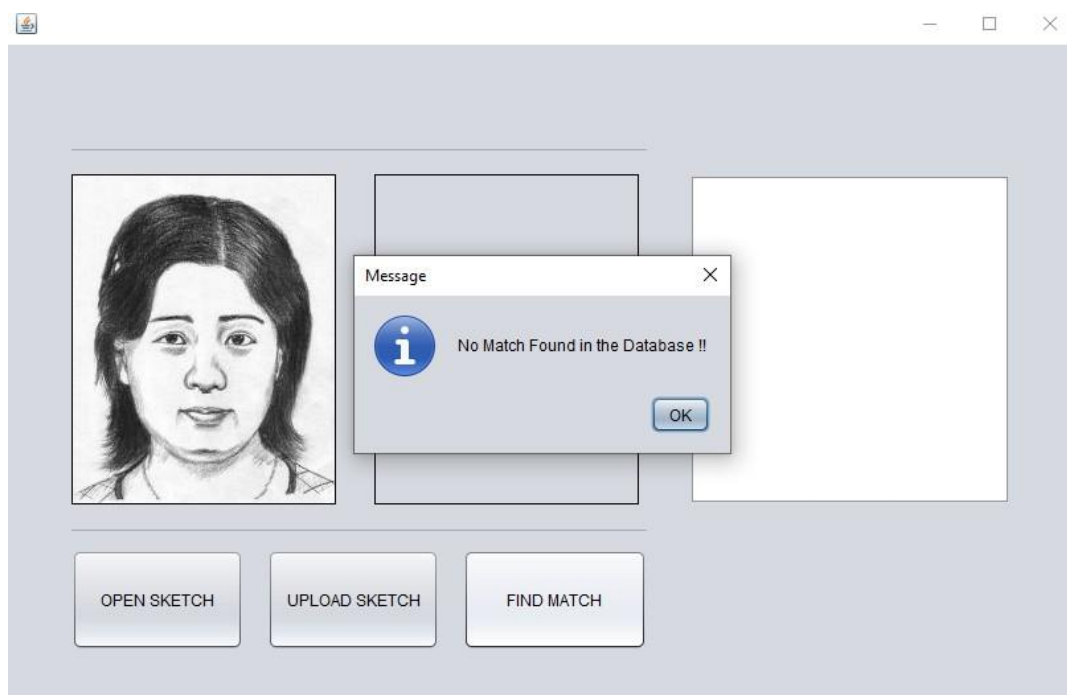 Message
No Match Found in the Database !!
OK
OPEN SKETCH
UPLOAD SKETCH
FIND MATCH